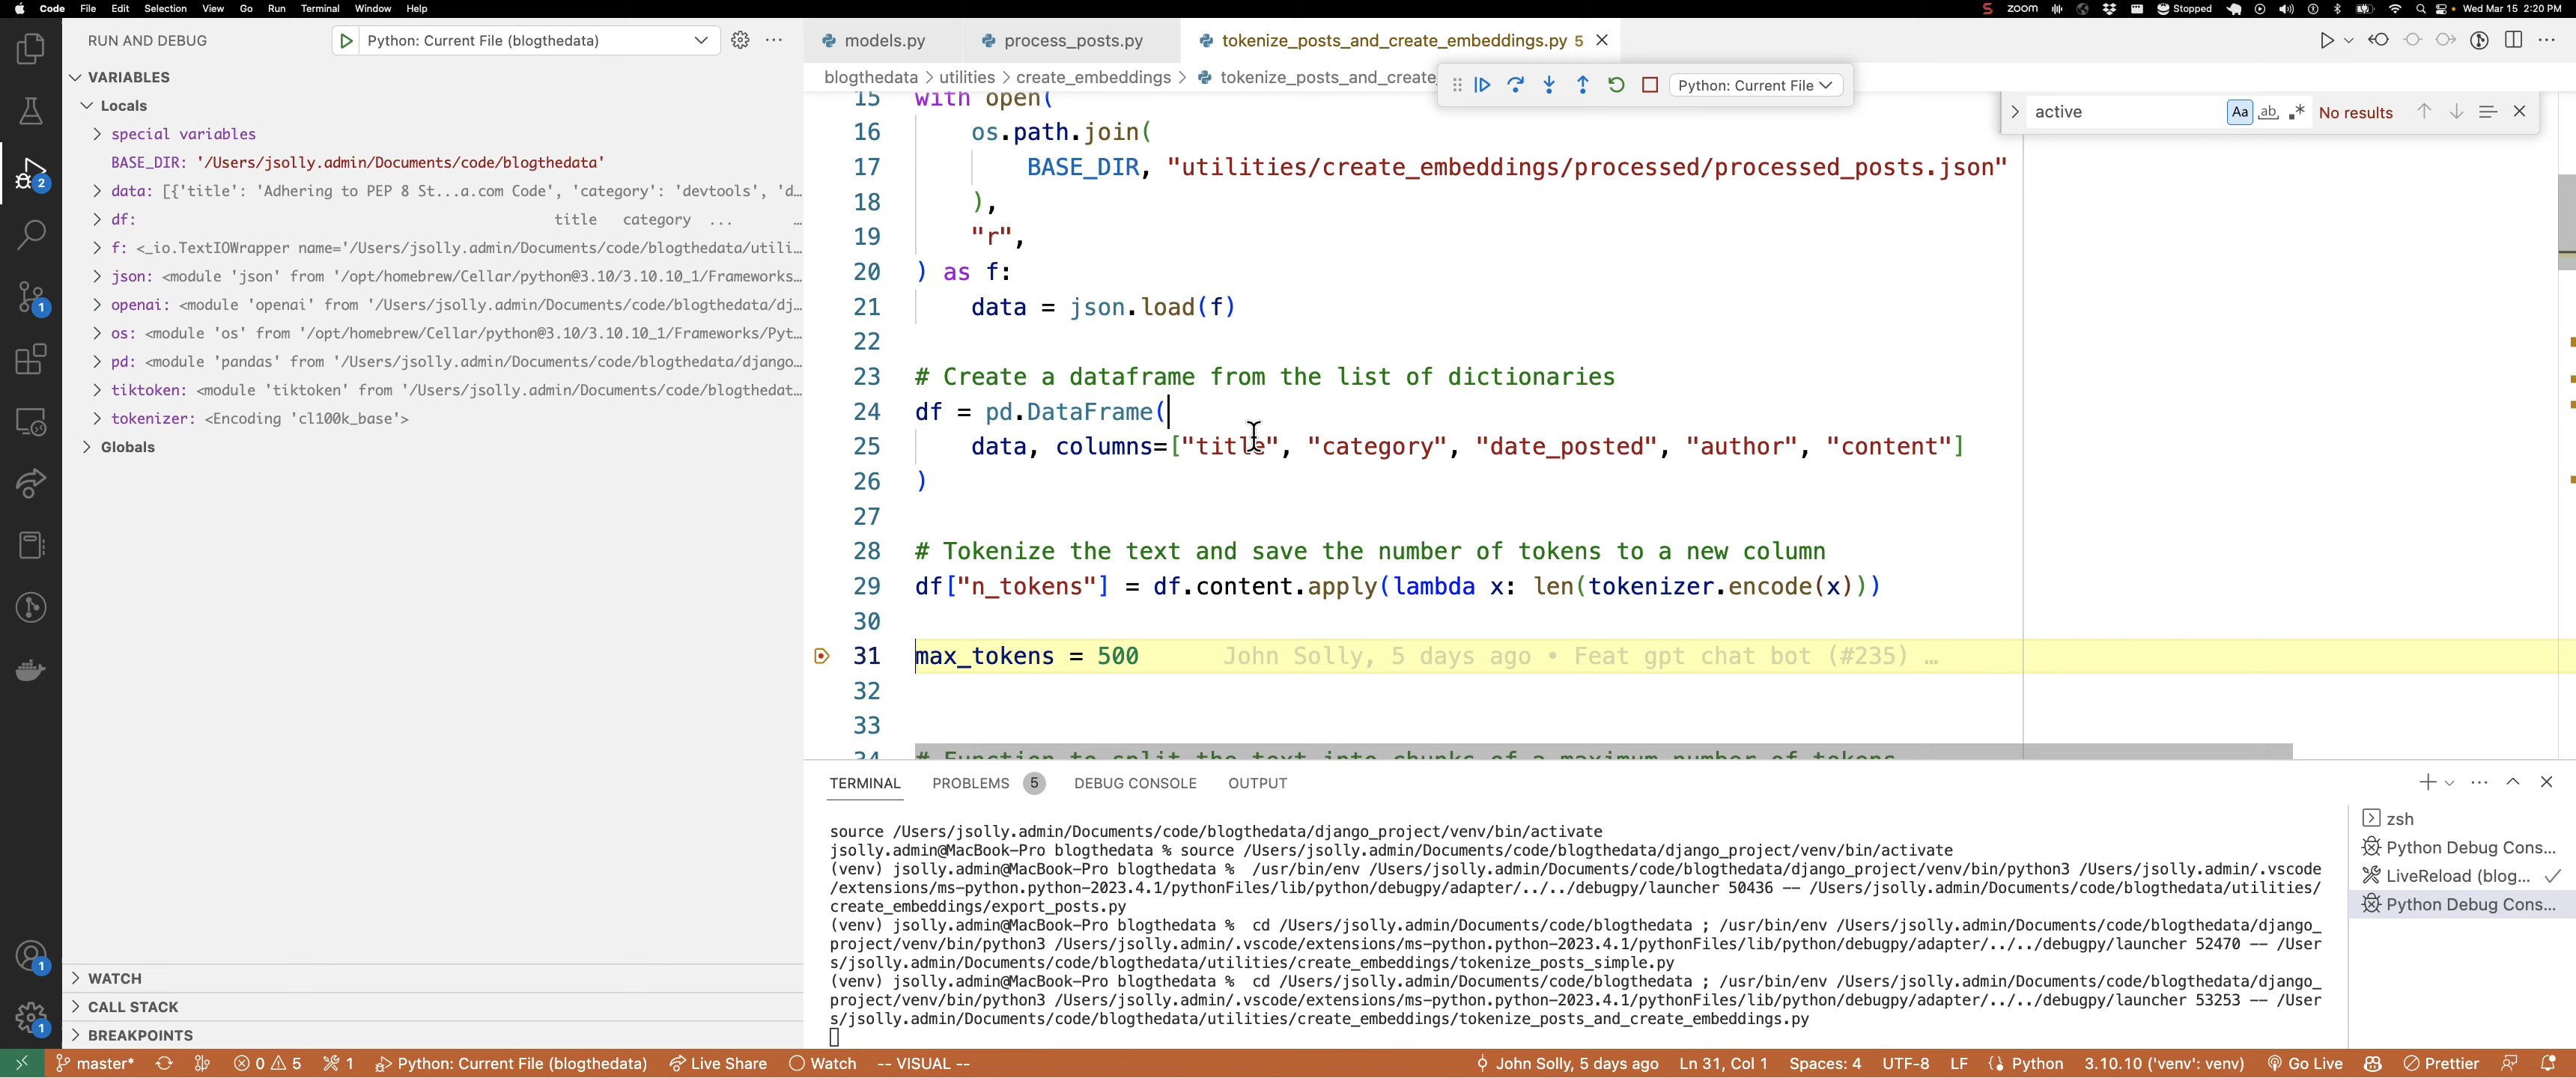 Code File Edit Selection View Go Run Terminal Window Help
zoom Stopped Wed Mar 15 2:20 PM
RUN AND DEBUG Python: Current File (blogthedata)
models.py process_posts.py tokenize_posts_and_create_embeddings.py 5
blogthedata > utilities > create_embeddings > tokenize_posts_and_create_
Python: Current File
active Aa ab .* No results
VARIABLES
Locals
special variables
BASE_DIR: '/Users/jsolly.admin/Documents/code/blogthedata'
data: [{'title': 'Adhering to PEP 8 St...a.com Code', 'category': 'devtools', 'd...
df: title category ... …
f: <_io.TextIOWrapper name='/Users/jsolly.admin/Documents/code/blogthedata/utili...
json: <module 'json' from '/opt/homebrew/Cellar/python@3.10/3.10.10_1/Frameworks...
openai: <module 'openai' from '/Users/jsolly.admin/Documents/code/blogthedata/dj...
os: <module 'os' from '/opt/homebrew/Cellar/python@3.10/3.10.10_1/Frameworks/Pyt...
pd: <module 'pandas' from '/Users/jsolly.admin/Documents/code/blogthedata/django...
tiktoken: <module 'tiktoken' from '/Users/jsolly.admin/Documents/code/blogthedat...
tokenizer: <Encoding 'cl100k_base'>
Globals
WATCH
CALL STACK
BREAKPOINTS
2
1
1
1
15 with open(
16 os.path.join(
17 BASE_DIR, "utilities/create_embeddings/processed/processed_posts.json"
18 ),
19 "r",
20 ) as f:
21 data = json.load(f)
22
23 # Create a dataframe from the list of dictionaries
24 df = pd.DataFrame(
25 data, columns=["title", "category", "date_posted", "author", "content"]
26 )
27
28 # Tokenize the text and save the number of tokens to a new column
29 df["n_tokens"] = df.content.apply(lambda x: len(tokenizer.encode(x)))
30
31 max_tokens = 500 John Solly, 5 days ago • Feat gpt chat bot (#235) …
32
33
34 # Function to split the text into chunks of a maximum number of tokens
TERMINAL PROBLEMS 5 DEBUG CONSOLE OUTPUT
source /Users/jsolly.admin/Documents/code/blogthedata/django_project/venv/bin/activate
jsolly.admin@MacBook-Pro blogthedata % source /Users/jsolly.admin/Documents/code/blogthedata/django_project/venv/bin/activate
(venv) jsolly.admin@MacBook-Pro blogthedata % /usr/bin/env /Users/jsolly.admin/Documents/code/blogthedata/django_project/venv/bin/python3 /Users/jsolly.admin/.vscode
/extensions/ms-python.python-2023.4.1/pythonFiles/lib/python/debugpy/adapter/../../debugpy/launcher 50436 -- /Users/jsolly.admin/Documents/code/blogthedata/utilities/
create_embeddings/export_posts.py
(venv) jsolly.admin@MacBook-Pro blogthedata % cd /Users/jsolly.admin/Documents/code/blogthedata ; /usr/bin/env /Users/jsolly.admin/Documents/code/blogthedata/django_
project/venv/bin/python3 /Users/jsolly.admin/.vscode/extensions/ms-python.python-2023.4.1/pythonFiles/lib/python/debugpy/adapter/../../debugpy/launcher 52470 -- /User
s/jsolly.admin/Documents/code/blogthedata/utilities/create_embeddings/tokenize_posts_simple.py
(venv) jsolly.admin@MacBook-Pro blogthedata % cd /Users/jsolly.admin/Documents/code/blogthedata ; /usr/bin/env /Users/jsolly.admin/Documents/code/blogthedata/django_
project/venv/bin/python3 /Users/jsolly.admin/.vscode/extensions/ms-python.python-2023.4.1/pythonFiles/lib/python/debugpy/adapter/../../debugpy/launcher 53253 -- /User
s/jsolly.admin/Documents/code/blogthedata/utilities/create_embeddings/tokenize_posts_and_create_embeddings.py
zsh
Python Debug Cons...
LiveReload (blog...
Python Debug Cons...
master* 0 5 1 Python: Current File (blogthedata) Live Share Watch -- VISUAL -- John Solly, 5 days ago Ln 31, Col 1 Spaces: 4 UTF-8 LF Python 3.10.10 ('venv': venv) Go Live Prettier